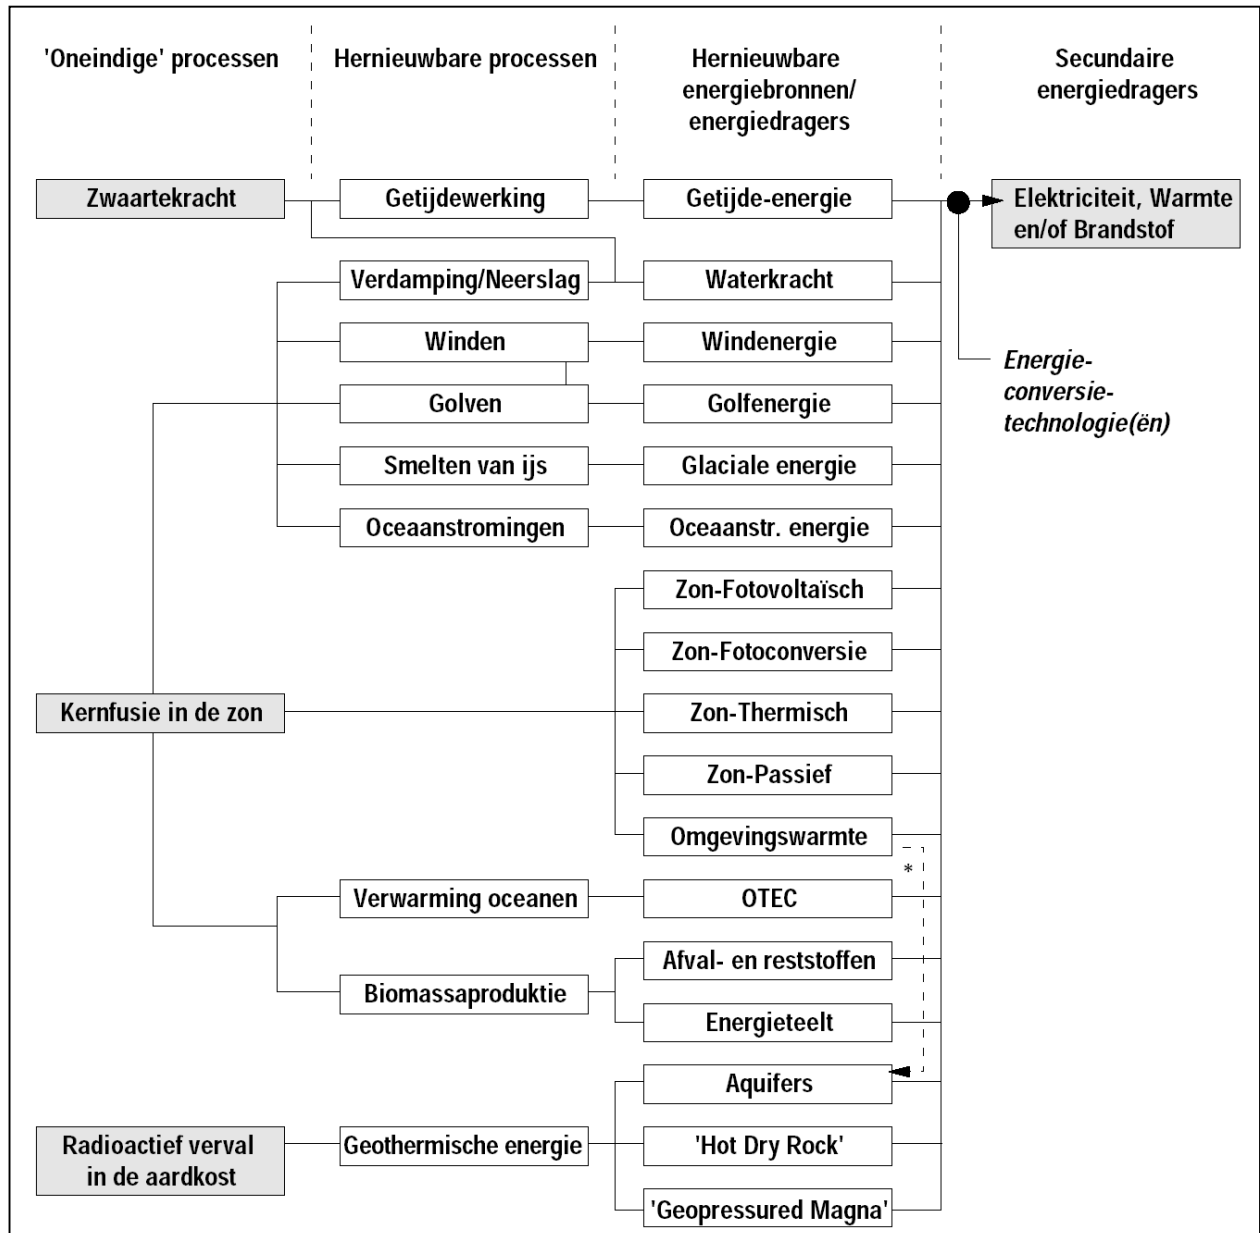 'Oneindige' processen
Hernieuwbare processen
Hernieuwbare
energiebronnen/
energiedragers
Secundaire
energiedragers
Zwaartekracht
Getijdewerking
Getijde-energie
Elektriciteit, Warmte
en/of Brandstof
Verdamping/Neerslag
Waterkracht
Winden
Windenergie
Energie-
conversie-
technologie(ën)
Golven
Golfenergie
Smelten van ijs
Glaciale energie
Oceaanstromingen
Oceaanstr. energie
Zon-Fotovoltaïsch
Zon-Fotoconversie
Kernfusie in de zon
Zon-Thermisch
Zon-Passief
Omgevingswarmte
*
Verwarming oceanen
OTEC
Afval- en reststoffen
Biomassaproduktie
Energieteelt
Aquifers
Radioactief verval
in de aardkost
Geothermische energie
'Hot Dry Rock'
'Geopressured Magna'